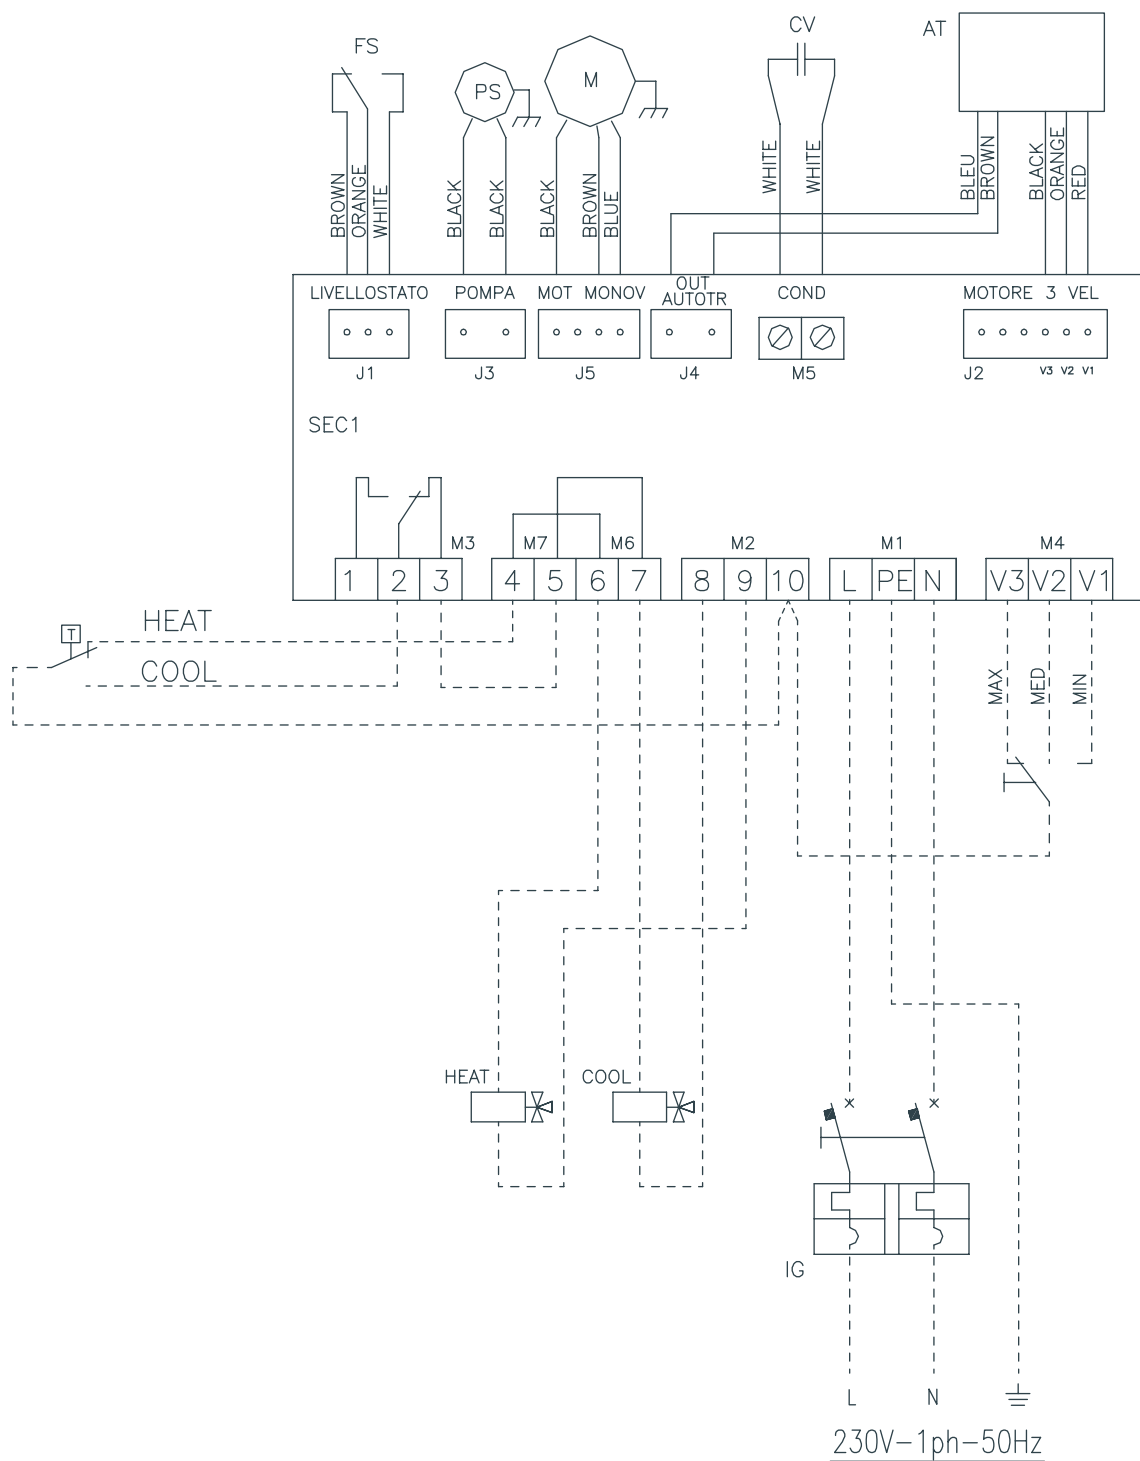 FS
PS
M
CV
AT
BROWN
ORANGE
WHITE
BLACK
BLACK
BLACK
BROWN
BLUE
WHITE
WHITE
BLEU
BROWN
BLACK
ORANGE
RED
LIVELLOSTATO
POMPA
MOT MONOV
OUT
AUTOTR
COND
MOTORE 3 VEL
J1
J3
J5
J4
M5
J2
V3 V2 V1
SEC1
M3
M7
M6
M2
M1
M4
1 2 3
4 5 6 7
8 9 10
L PE N
V3 V2 V1
HEAT
T
COOL
MAX
MED
MIN
HEAT
COOL
IG
L
N
230V-1ph-50Hz